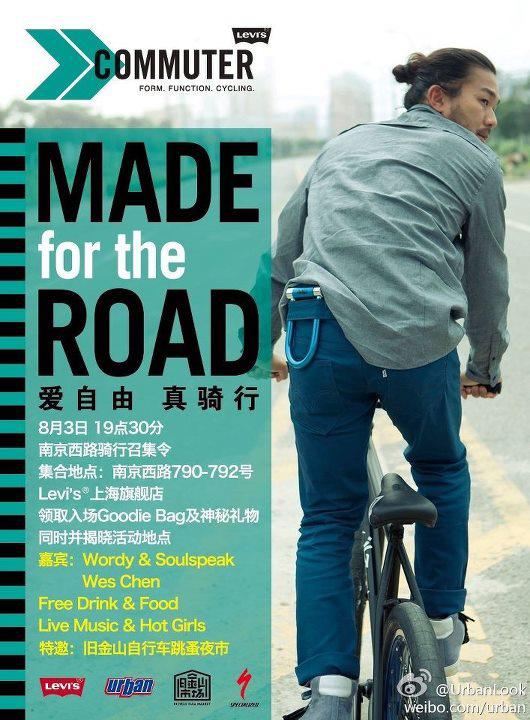 LEVI'S
COMMUTER
FORM. FUNCTION. CYCLING.
MADE
for the
ROAD
爱自由 真骑行
8月3日 19点30分
南京西路骑行召集令
集合地点：南京西路790-792号
Levi's®上海旗舰店
领取入场Goodie Bag及神秘礼物
同时并揭晓活动地点
嘉宾：Wordy & Soulspeak
Wes Chen
Free Drink & Food
Live Music & Hot Girls
特邀：旧金山自行车跳蚤夜市
LEVI'S urban SPECIALIZED
@UrbanLook
weibo.com/urban